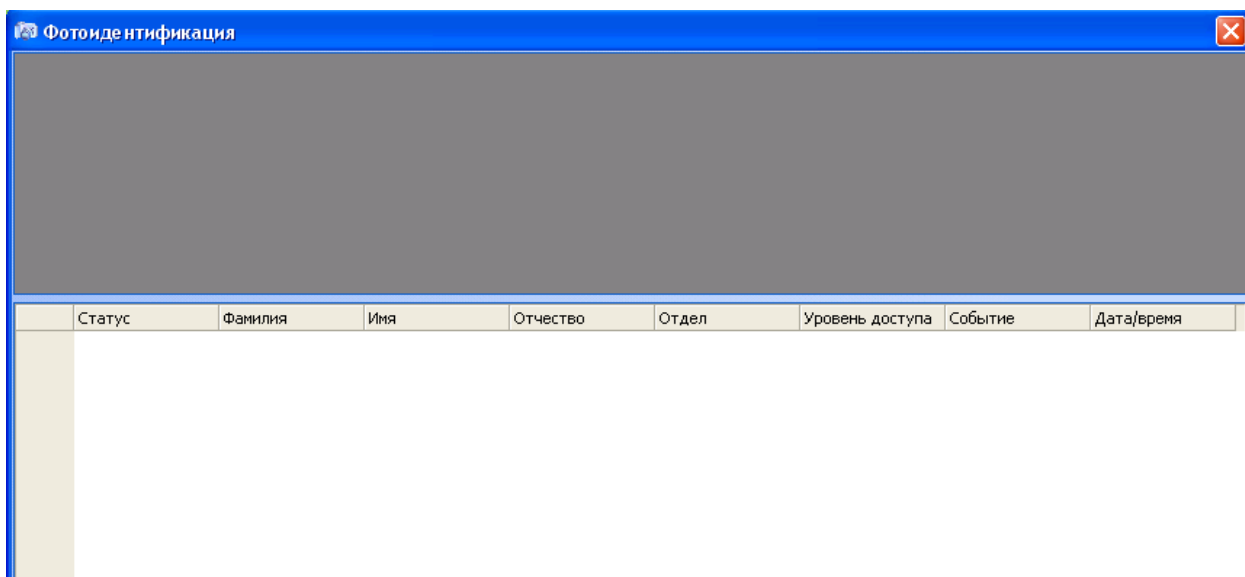 Фотоидентификация
Статус Фамилия Имя Отчество Отдел Уровень доступа Событие Дата/время